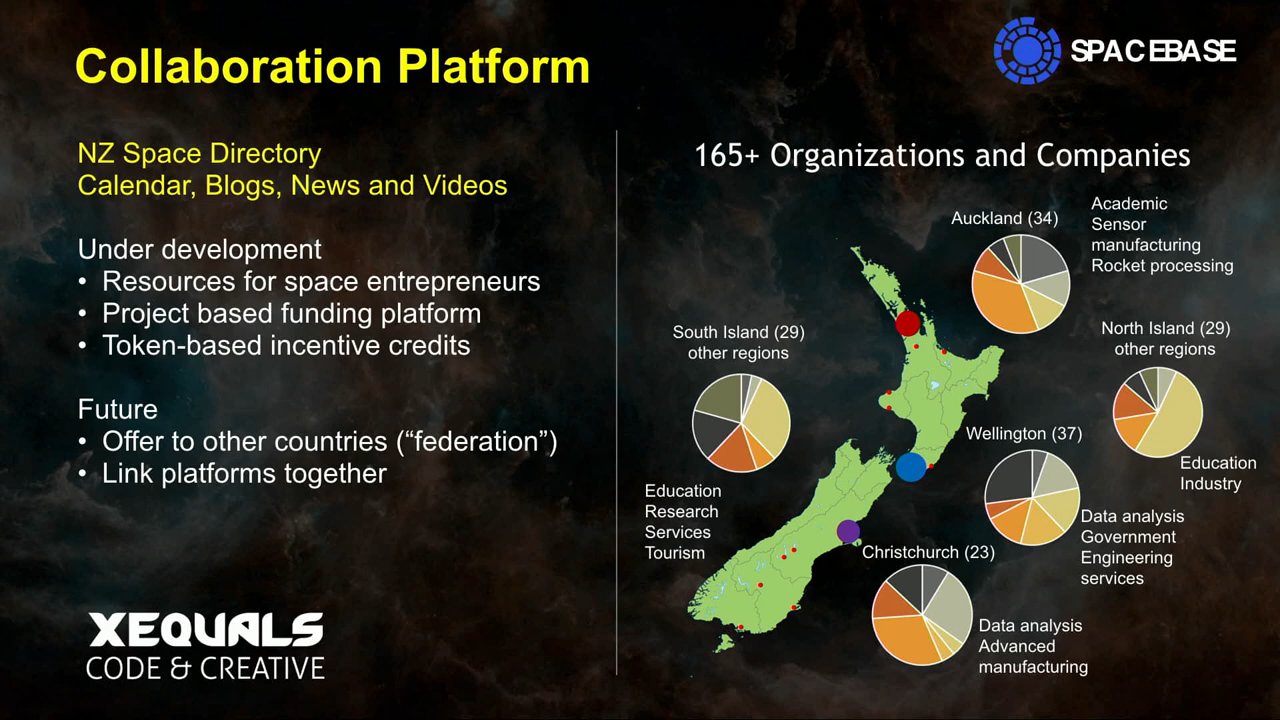 Collaboration Platform
SPACEBASE
NZ Space Directory
Calendar, Blogs, News and Videos
Under development
• Resources for space entrepreneurs
• Project based funding platform
• Token-based incentive credits
Future
• Offer to other countries (“federation”)
• Link platforms together
XEQUALS
CODE & CREATIVE
165+ Organizations and Companies
Auckland (34)
Academic
Sensor
manufacturing
Rocket processing
South Island (29)
other regions
Education
Research
Services
Tourism
North Island (29)
other regions
Education
Industry
Wellington (37)
Data analysis
Government
Engineering
services
Christchurch (23)
Data analysis
Advanced
manufacturing